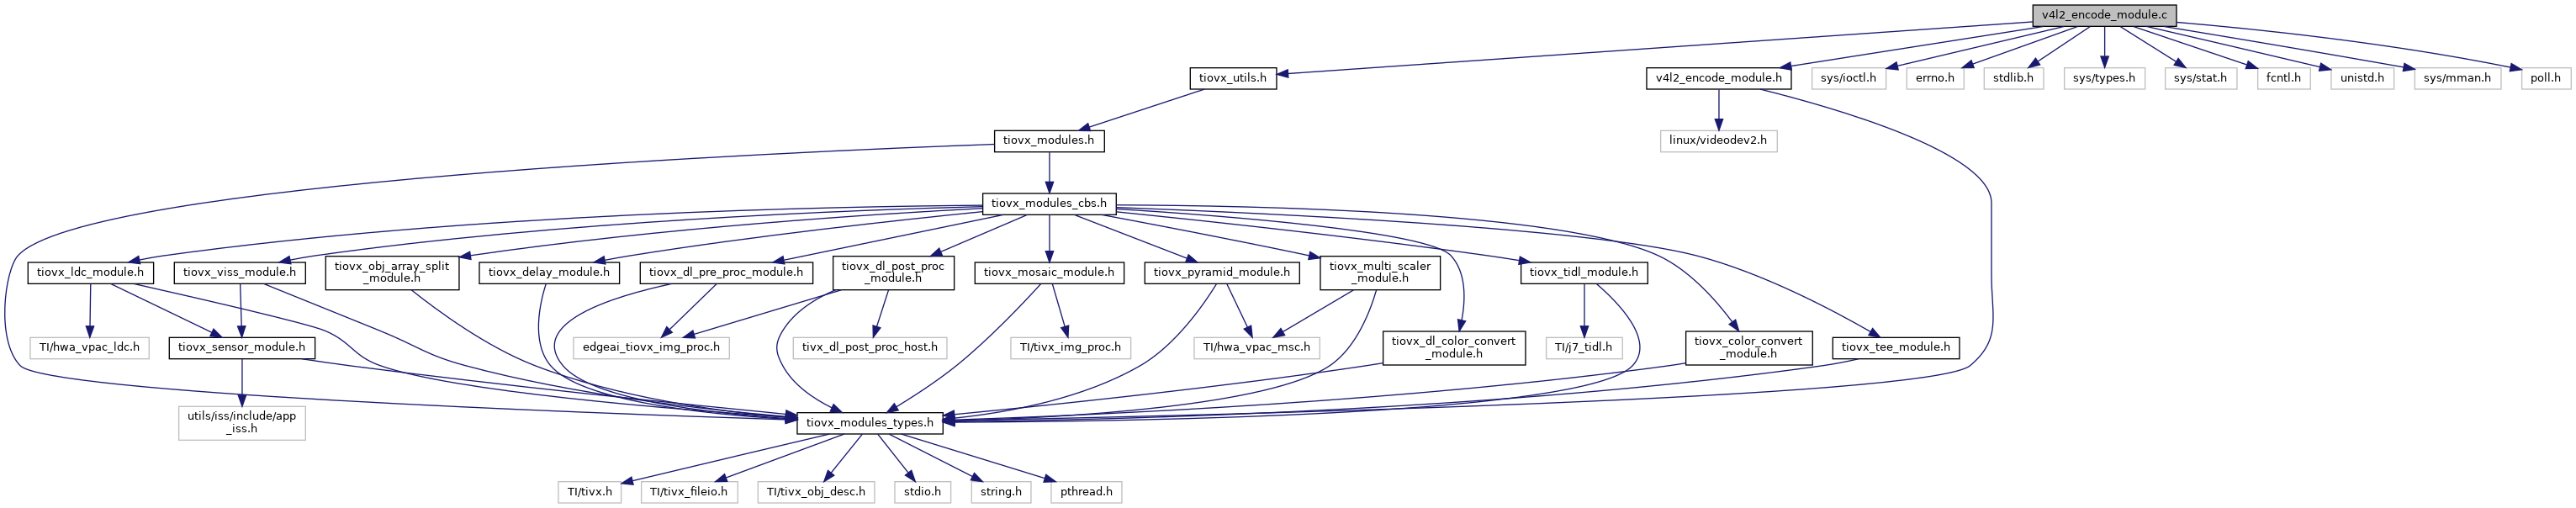 v4l2_encode_module.c
tiovx_utils.h
v4l2_encode_module.h
sys/ioctl.h
errno.h
stdlib.h
sys/types.h
sys/stat.h
fcntl.h
unistd.h
sys/mman.h
poll.h
tiovx_modules.h
linux/videodev2.h
tiovx_modules_cbs.h
tiovx_ldc_module.h
tiovx_viss_module.h
tiovx_obj_array_split
_module.h
tiovx_delay_module.h
tiovx_dl_pre_proc_module.h
tiovx_dl_post_proc
_module.h
tiovx_mosaic_module.h
tiovx_pyramid_module.h
tiovx_multi_scaler
_module.h
tiovx_tidl_module.h
TI/hwa_vpac_ldc.h
tiovx_sensor_module.h
edgeai_tiovx_img_proc.h
tivx_dl_post_proc_host.h
TI/tivx_img_proc.h
TI/hwa_vpac_msc.h
tiovx_dl_color_convert
_module.h
TI/j7_tidl.h
tiovx_color_convert
_module.h
tiovx_tee_module.h
utils/iss/include/app
_iss.h
tiovx_modules_types.h
TI/tivx.h
TI/tivx_fileio.h
TI/tivx_obj_desc.h
stdio.h
string.h
pthread.h